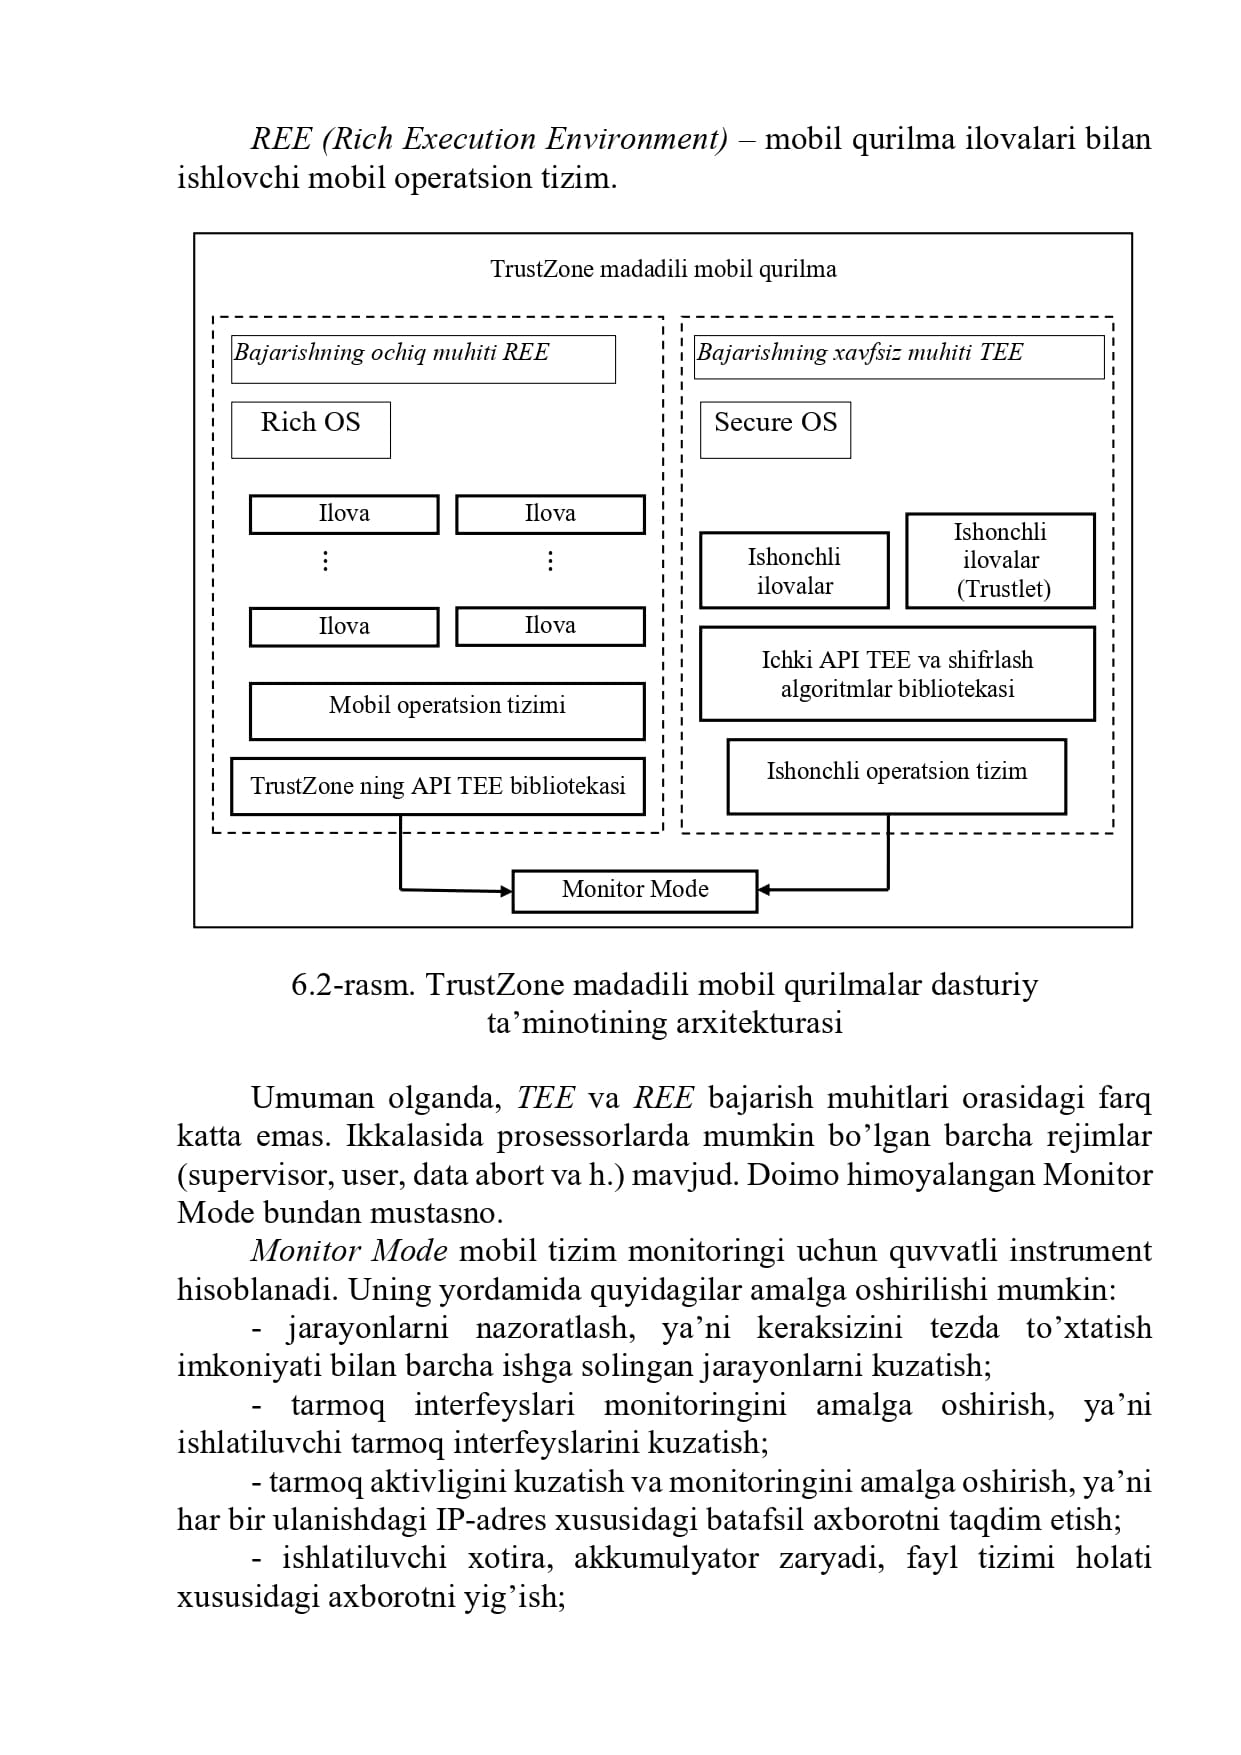 REE (Rich Execution Environment) – mobil qurilma ilovalari bilan
ishlovchi mobil operatsion tizim.
TrustZone madadili mobil qurilma
Bajarishning ochiq muhiti REE
Rich OS
Ilova
Ilova
⋮
⋮
Ilova
Ilova
Mobil operatsion tizimi
TrustZone ning API TEE bibliotekasi
Bajarishning xavfsiz muhiti TEE
Secure OS
Ishonchli
ilovalar
Ishonchli
ilovalar
(Trustlet)
Ichki API TEE va shifrlash
algoritmlar bibliotekasi
Ishonchli operatsion tizim
Monitor Mode
6.2-rasm. TrustZone madadili mobil qurilmalar dasturiy
ta’minotining arxitekturasi
Umuman olganda, TEE va REE bajarish muhitlari orasidagi farq
katta emas. Ikkalasida prosessorlarda mumkin bo’lgan barcha rejimlar
(supervisor, user, data abort va h.) mavjud. Doimo himoyalangan Monitor
Mode bundan mustasno.
Monitor Mode mobil tizim monitoringi uchun quvvatli instrument
hisoblanadi. Uning yordamida quyidagilar amalga oshirilishi mumkin:
- jarayonlarni nazoratlash, ya’ni keraksizini tezda to’xtatish
imkoniyati bilan barcha ishga solingan jarayonlarni kuzatish;
- tarmoq interfeyslari monitoringini amalga oshirish, ya’ni
ishlatiluvchi tarmoq interfeyslarini kuzatish;
- tarmoq aktivligini kuzatish va monitoringini amalga oshirish, ya’ni
har bir ulanishdagi IP-adres xususidagi batafsil axborotni taqdim etish;
- ishlatiluvchi xotira, akkumulyator zaryadi, fayl tizimi holati
xususidagi axborotni yig’ish;